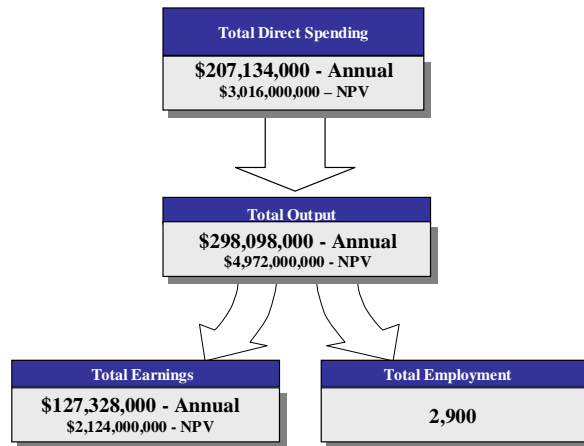 Total Direct Spending
$207,134,000 - Annual
$3,016,000,000 – NPV
Total Output
$298,098,000 - Annual
$4,972,000,000 - NPV
Total Earnings
$127,328,000 - Annual
$2,124,000,000 - NPV
Total Employment
2,900